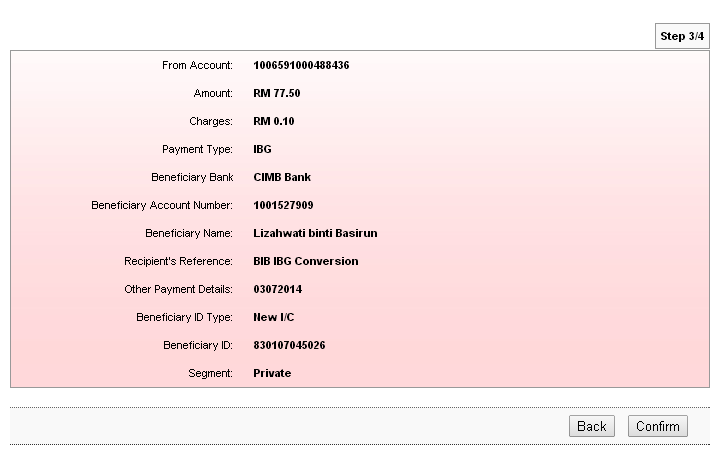 Step 3/4
From Account: 1006591000488436
Amount: RM 77.50
Charges: RM 0.10
Payment Type: IBG
Beneficiary Bank CIMB Bank
Beneficiary Account Number: 1001527909
Beneficiary Name: Lizahwati binti Basirun
Recipient's Reference: BIB IBG Conversion
Other Payment Details: 03072014
Beneficiary ID Type: New I/C
Beneficiary ID: 830107045026
Segment: Private
Back Confirm